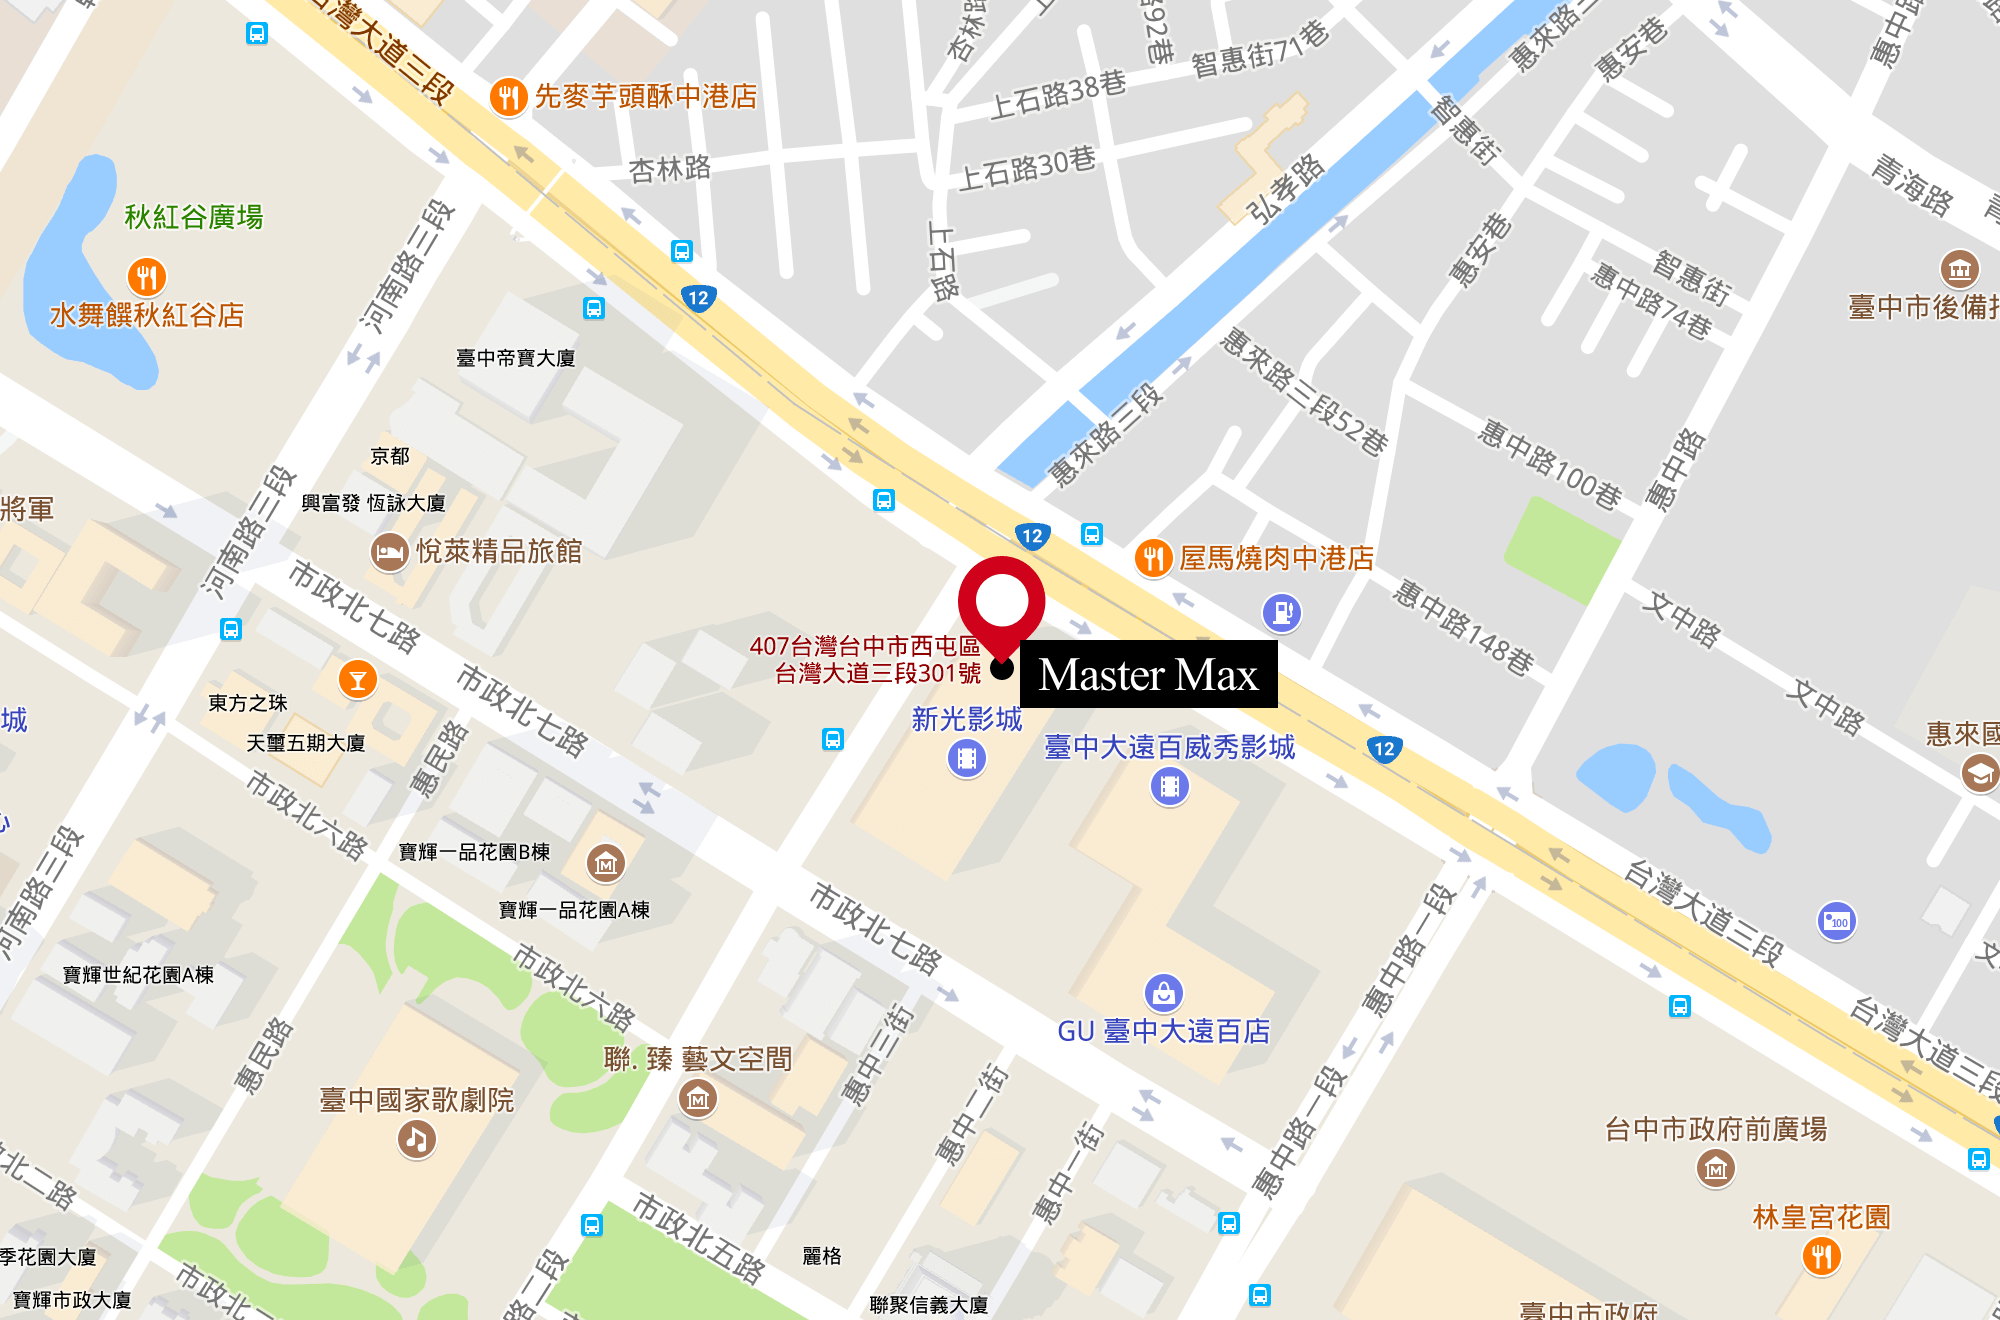 台灣大道三段
先麥芋頭酥中港店
杏林路
杏林路
上石路38巷
智惠街71巷
上石路30巷
惠來路三段
惠安巷
智惠街
青海路
弘孝路
秋紅谷廣場
河南路三段
水舞饌秋紅谷店
上石路
惠安巷
智惠街
惠中路74巷
臺中帝寶大廈
惠來路三段52巷
惠來路三段
惠中路100巷
惠中路
京都
興富發 恆詠大廈
將軍
悅萊精品旅館
河南路三段
市政北七路
12
12
屋馬燒肉中港店
惠中路148巷
文中路
407台灣台中市西屯區
台灣大道三段301號
Master Max
市政北七路
東方之珠
天璽五期大廈
新光影城
臺中大遠百威秀影城
12
文中路
惠民路
市政北六路
寶輝一品花園B棟
寶輝一品花園A棟
河南路三段
市政北七路
惠中路一段
台灣大道三段
100
寶輝世紀花園A棟
市政北六路
GU 臺中大遠百店
台灣大道三段
惠民路
聯. 臻 藝文空間
惠中三街
惠中二街
惠中一街
惠中路一段
臺中國家歌劇院
台中市政府前廣場
林皇宮花園
市政北五路
季花園大廈
寶輝市政大廈
麗格
聯聚信義大廈
臺中市政府